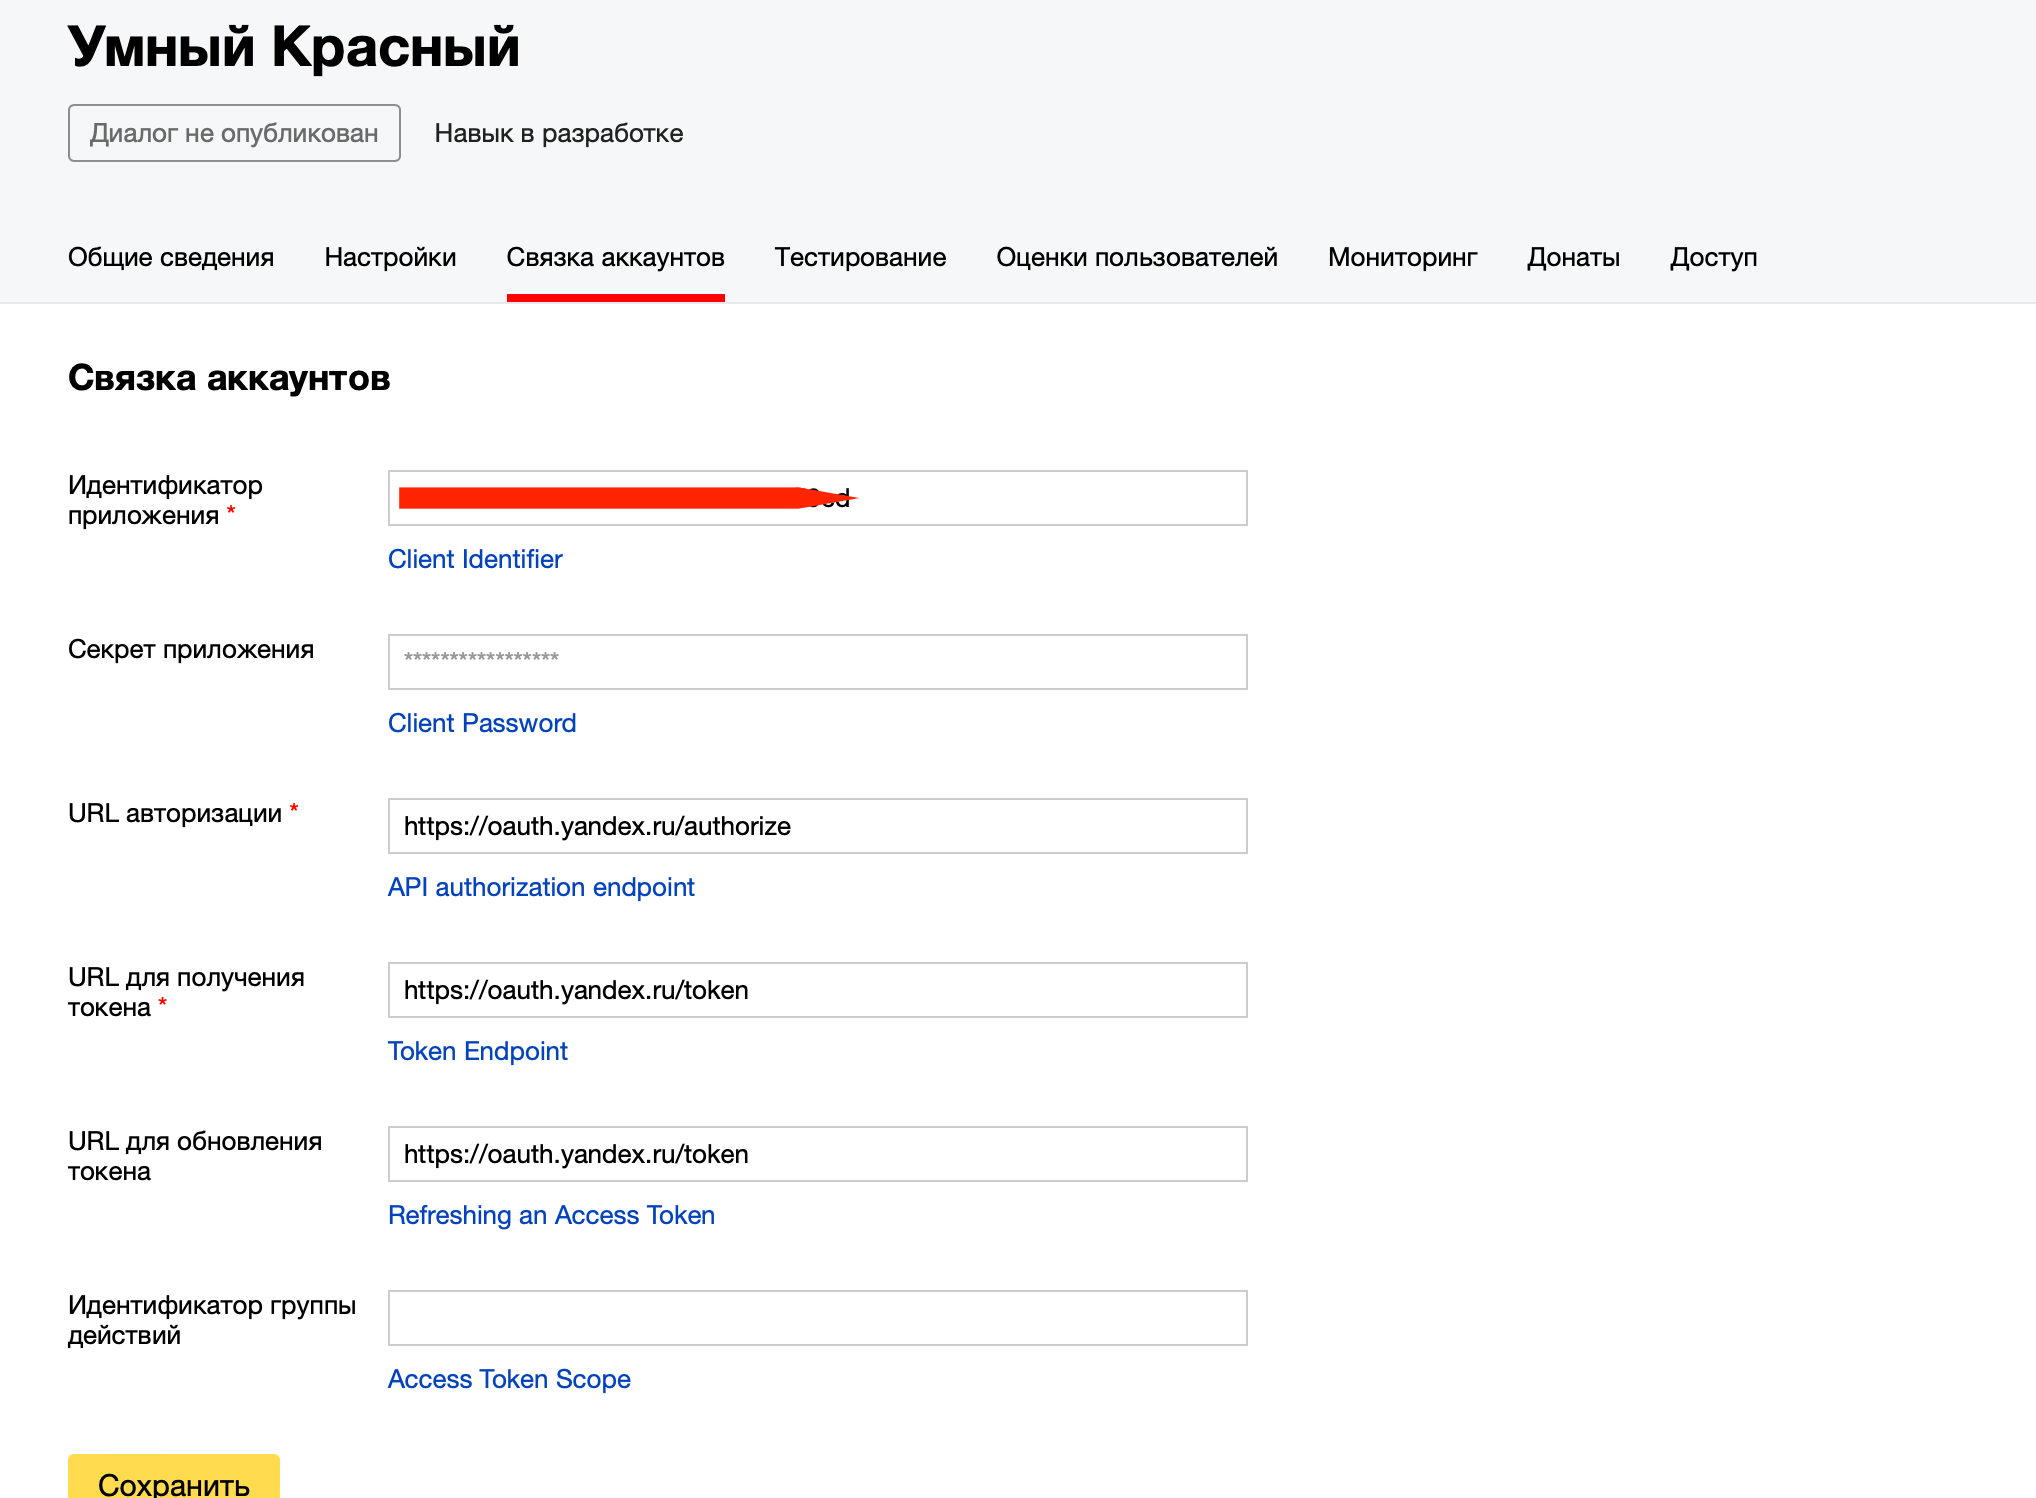 Умный Красный
Диалог не опубликован
Навык в разработке
Общие сведения Настройки Связка аккаунтов Тестирование Оценки пользователей Мониторинг Донаты Доступ
Связка аккаунтов
Идентификатор
приложения *
Client Identifier
Секрет приложения
*****************
Client Password
URL авторизации *
https://oauth.yandex.ru/authorize
API authorization endpoint
URL для получения
токена *
https://oauth.yandex.ru/token
Token Endpoint
URL для обновления
токена
https://oauth.yandex.ru/token
Refreshing an Access Token
Идентификатор группы
действий
Access Token Scope
Сохранить